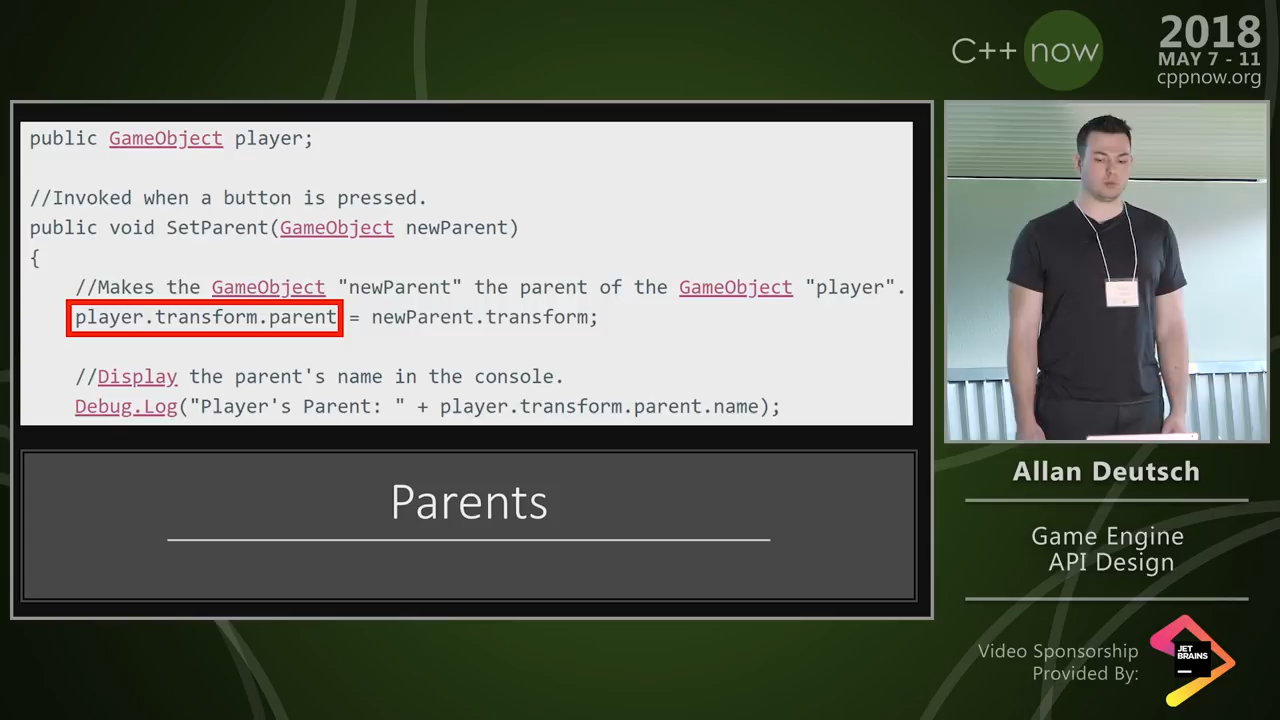 C++ now
2018
MAY 7 - 11
cppnow.org
public GameObject player;
//Invoked when a button is pressed.
public void SetParent(GameObject newParent)
{
//Makes the GameObject "newParent" the parent of the GameObject "player".
player.transform.parent = newParent.transform;
//Display the parent's name in the console.
Debug.Log("Player's Parent: " + player.transform.parent.name);
Parents
Allan Deutsch
Game Engine
API Design
Video Sponsorship
Provided By:
JET
BRAINS